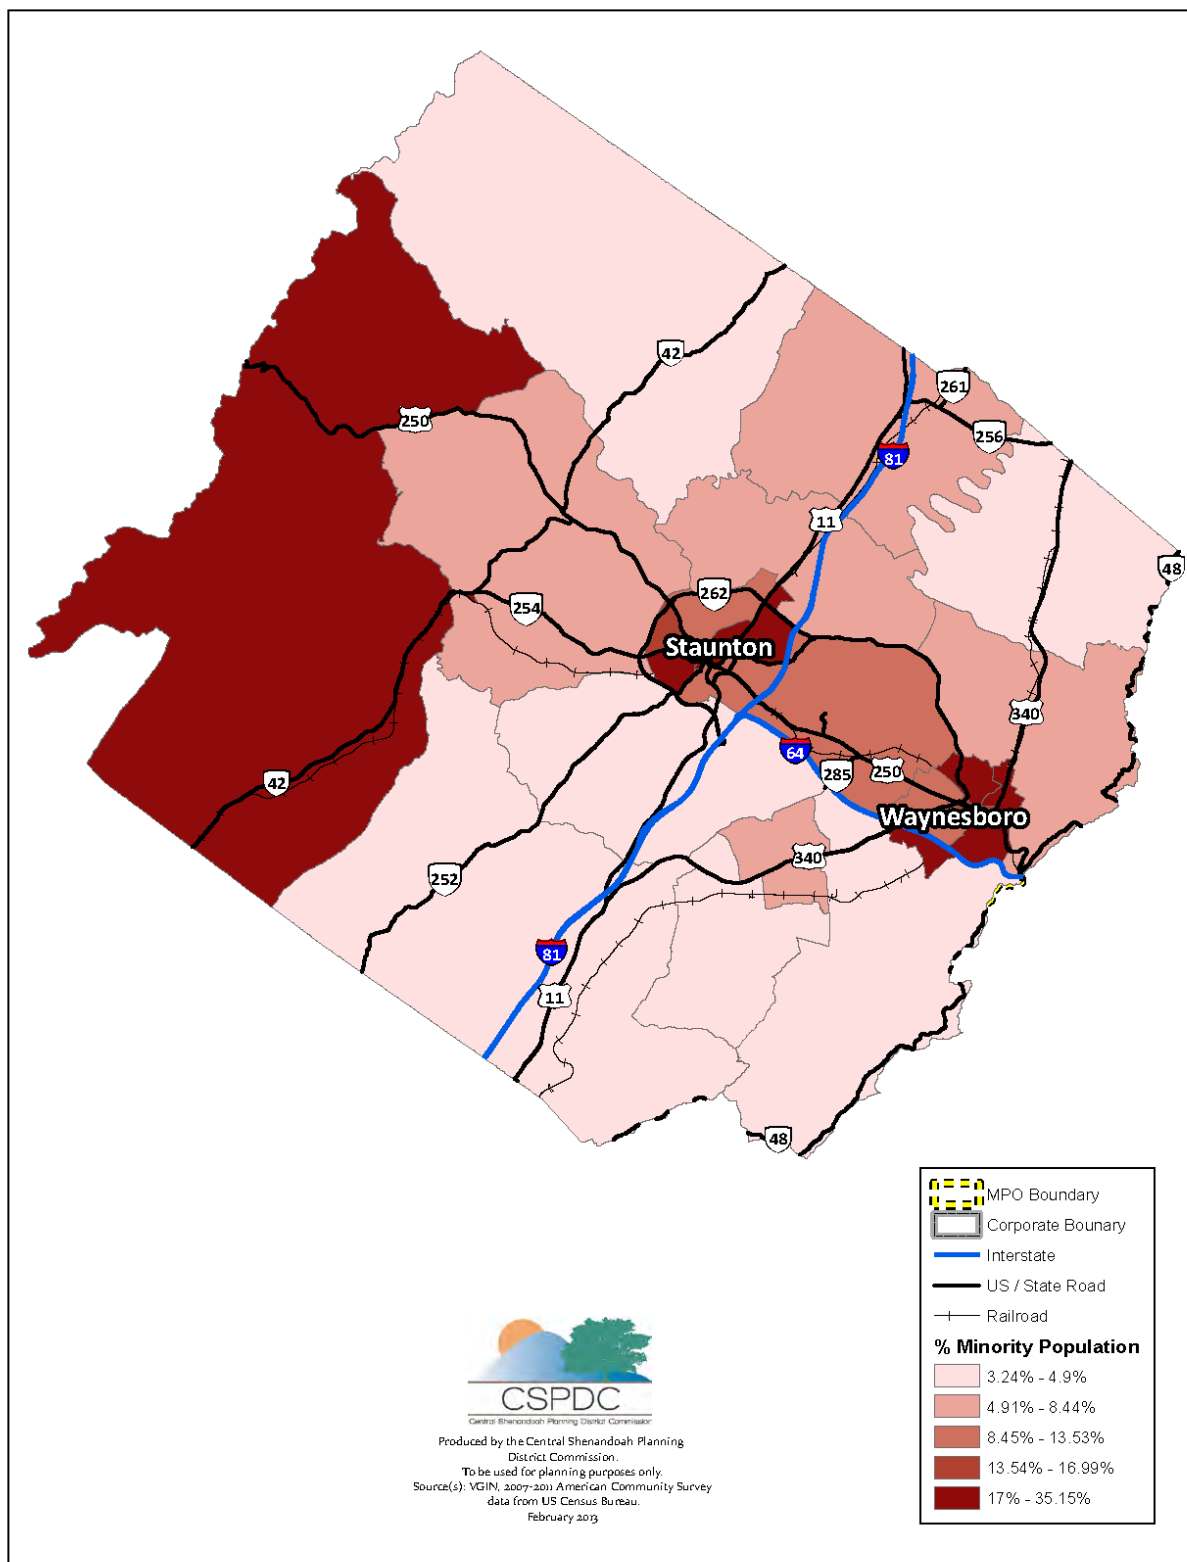 42
261
250
256
81
11
48
262
254
Staunton
340
64
285
250
42
Waynesboro
340
252
81
11
48
MPO Boundary
Corporate Bounary
Interstate
US / State Road
Railroad
% Minority Population
3.24% - 4.9%
4.91% - 8.44%
8.45% - 13.53%
13.54% - 16.99%
17% - 35.15%
CSPDC
Central Shenandoah Planning District Commission
Produced by the Central Shenandoah Planning
District Commission.
To be used for planning purposes only.
Source(s): VGIN, 2007-2011 American Community Survey
data from US Census Bureau.
February 2013